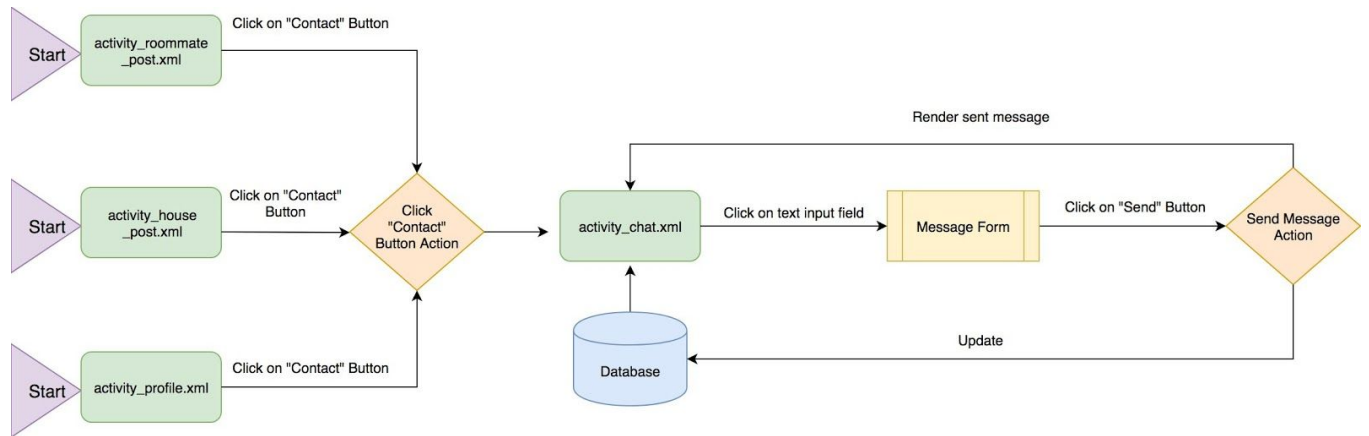 Start
activity_roommate
_post.xml
Click on "Contact" Button
Start
activity_house
_post.xml
Click on "Contact"
Button
Start
activity_profile.xml
Click on "Contact" Button
Click
"Contact"
Button Action
activity_chat.xml
Click on text input field
Message Form
Click on "Send" Button
Send Message
Action
Render sent message
Update
Database